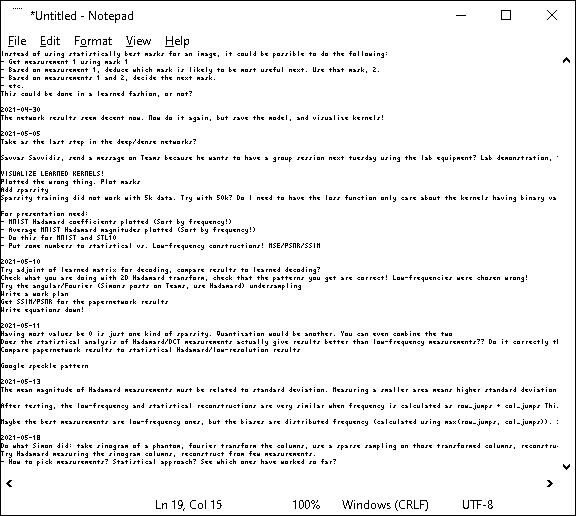 *Untitled - Notepad
File Edit Format View Help
Instead of using statistically best masks for an image, it could be possible to do the following:
- Get measurement 1 using mask 1
- Based on measurement 1, deduce which mask is likely to be most useful next. Use that mask, 2.
- Based on measurements 1 and 2, decide the next mask.
- etc.
This could be done in a learned fashion, or not?
2021-04-30
The network results seem decent now. Now do it again, but save the model, and visualize kernels!
2021-05-05
Take as the last step in the deep/dense networks?
Savvas Savvidis, send a message on Teams because he wants to have a group session next tuesday using the lab equipment? Lab demonstration,
VISUALIZE LEARNED KERNELS!
Plotted the wrong thing. Plot masks
Add sparsity
Sparsity training did not work with 5k data. Try with 50k? Do I need to have the loss function only care about the kernels having binary va
For presentation need:
- MNIST Hadamard coefficients plotted (Sort by frequency!)
- Average MNIST Hadamard magnitudes plotted (Sort by frequency!)
- Do this for MNIST and STL10
- Put some numbers to statistical vs. Low-frequency constructions! MSE/PSNR/SSIM
2021-05-10
Try adjoint of learned matrix for decoding, compare results to learned decoding?
Check what you are doing with 2D Hadamard transform, check that the patterns you get are correct! Low-frequencies were chosen wrong!
Try the angular/Fourier (Simons posts on Teams, use Hadamard) undersampling
Write a work plan
Get SSIM/PSNR for the papernetwork results
Write equations down!
2021-05-11
Having most values be 0 is just one kind of sparsity. Quantization would be another. You can even combine the two
Does the statistical analysis of Hadamard/DCT measurements actually give results better than low-frequency measurements?? Do it correctly th
Compare papernetwork results to statistical Hadamard/low-resolution results
Google speckle pattern
2021-05-13
The mean magnitude of Hadamard measurements must be related to standard deviation. Measuring a smaller area means higher standard deviation
After testing, the low-frequency and statistical reconstructions are very similar when frequency is calculated as row_jumps + col_jumps Thi
Maybe the best measurements are low-frequency ones, but the biases are distributed frequency (calculated using max(row_jumps, col_jumps)).
2021-05-18
Do what Simon did: take sinogram of a phantom, fourier transform the columns, use a sparse sampling on those transformed columns, reconstru
Try Hadamard measuring the sinogram columns, reconstruct from few measurements.
- How to pick measurements? Statistical approach? See which ones have worked so far?
Ln 19, Col 15 100% Windows (CRLF) UTF-8